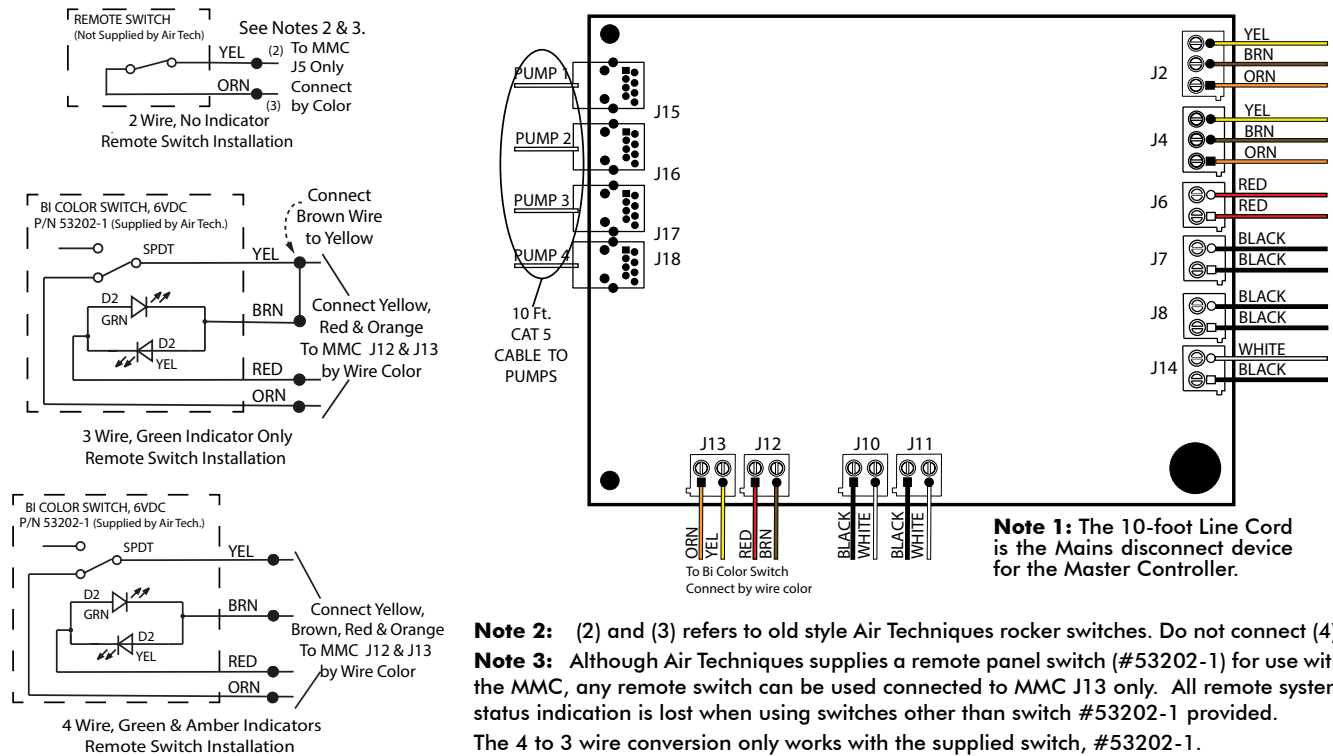 REMOTE SWITCH
(Not Supplied by Air Tech)
See Notes 2 & 3.
YEL
(2)
To MMC
J5 Only
ORN
(3)
Connect
by Color
2 Wire, No Indicator
Remote Switch Installation
BI COLOR SWITCH, 6VDC
P/N 53202-1 (Supplied by Air Tech.)
SPDT
YEL
Connect
Brown Wire
to Yellow
D2
GRN
BRN
D2
YEL
RED
ORN
Connect Yellow,
Red & Orange
To MMC J12 & J13
by Wire Color
3 Wire, Green Indicator Only
Remote Switch Installation
BI COLOR SWITCH, 6VDC
P/N 53202-1 (Supplied by Air Tech.)
SPDT
YEL
D2
GRN
BRN
D2
YEL
RED
ORN
Connect Yellow,
Brown, Red & Orange
To MMC J12 & J13
by Wire Color
4 Wire, Green & Amber Indicators
Remote Switch Installation
PUMP 1
J15
PUMP 2
J16
PUMP 3
J17
PUMP 4
J18
10 Ft.
CAT 5
CABLE TO
PUMPS
J2
YEL
BRN
ORN
J4
YEL
BRN
ORN
J6
RED
RED
J7
BLACK
BLACK
J8
BLACK
BLACK
J14
WHITE
BLACK
J13
J12
J10
J11
ORN
YEL
RED
BRN
BLACK
WHITE
BLACK
WHITE
To Bi Color Switch
Connect by wire color
Note 1: The 10-foot Line Cord
is the Mains disconnect device
for the Master Controller.
Note 2: (2) and (3) refers to old style Air Techniques rocker switches. Do not connect (4)
Note 3: Although Air Techniques supplies a remote panel switch (#53202-1) for use wit
the MMC, any remote switch can be used connected to MMC J13 only. All remote system
status indication is lost when using switches other than switch #53202-1 provided.
The 4 to 3 wire conversion only works with the supplied switch, #53202-1.